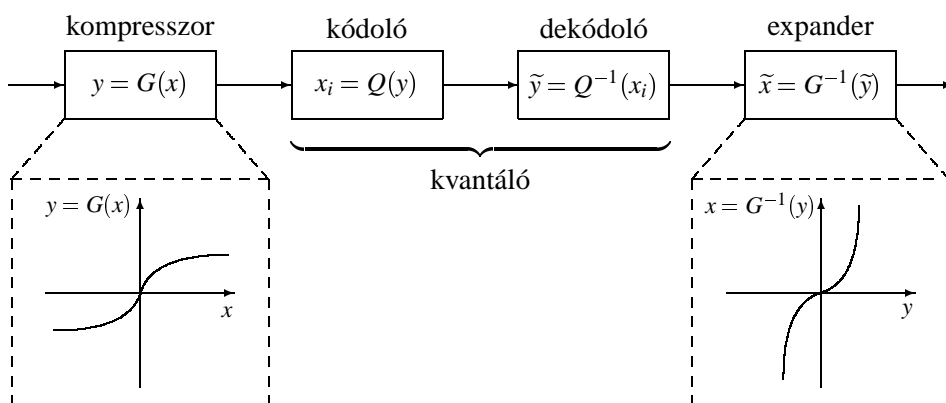 kompresszor kódoló dekódoló expander
y = G(x) x_i = Q(y) ỹ = Q⁻¹(x_i) x̃ = G⁻¹(ỹ)
kvantáló
y = G(x) x = G⁻¹(y)
x y